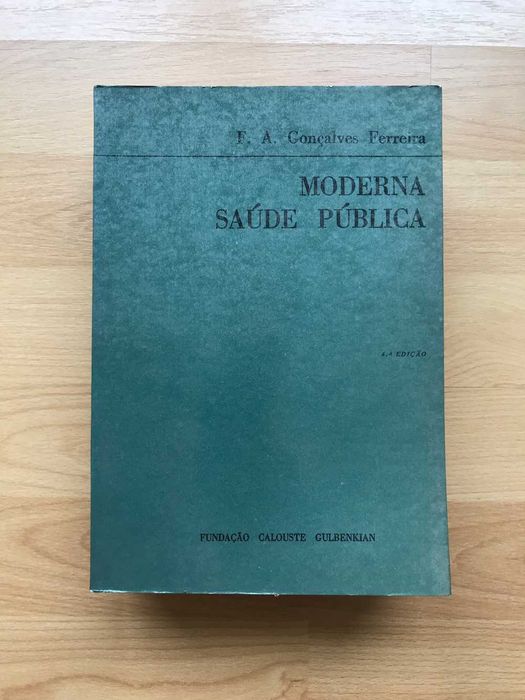 F. A. Gonçalves Ferreira
MODERNA
SAÚDE PÚBLICA
EDIÇÃO
FUNDAÇÃO CALOUSTE GULBENKIAN